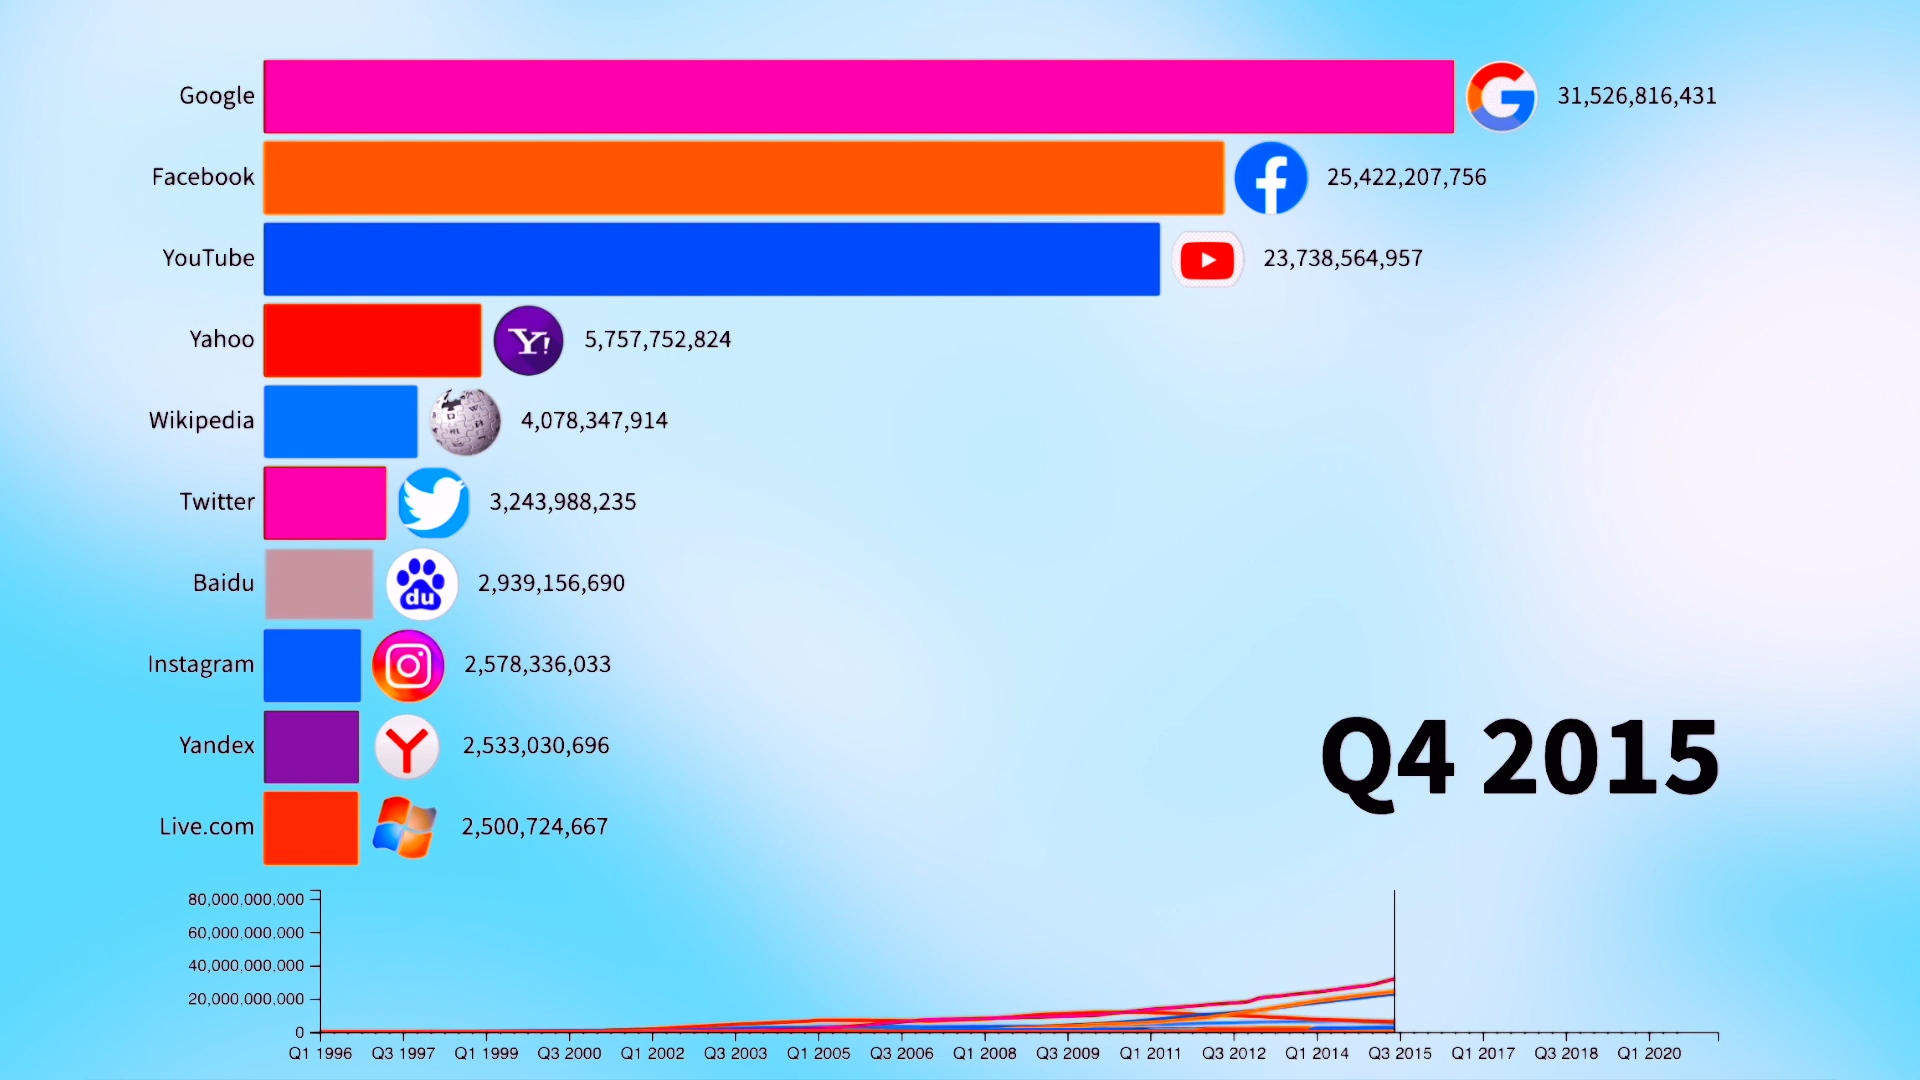 Google 31,526,816,431
Facebook 25,422,207,756
YouTube 23,738,564,957
Yahoo Y! 5,757,752,824
Wikipedia 4,078,347,914
Twitter 3,243,988,235
Baidu du 2,939,156,690
Instagram 2,578,336,033
Yandex Y 2,533,030,696
Live.com 2,500,724,667
Q4 2015
80,000,000,000
60,000,000,000
40,000,000,000
20,000,000,000
0
Q1 1996 Q3 1997 Q1 1999 Q3 2000 Q1 2002 Q3 2003 Q1 2005 Q3 2006 Q1 2008 Q3 2009 Q1 2011 Q3 2012 Q1 2014 Q3 2015 Q1 2017 Q3 2018 Q1 2020